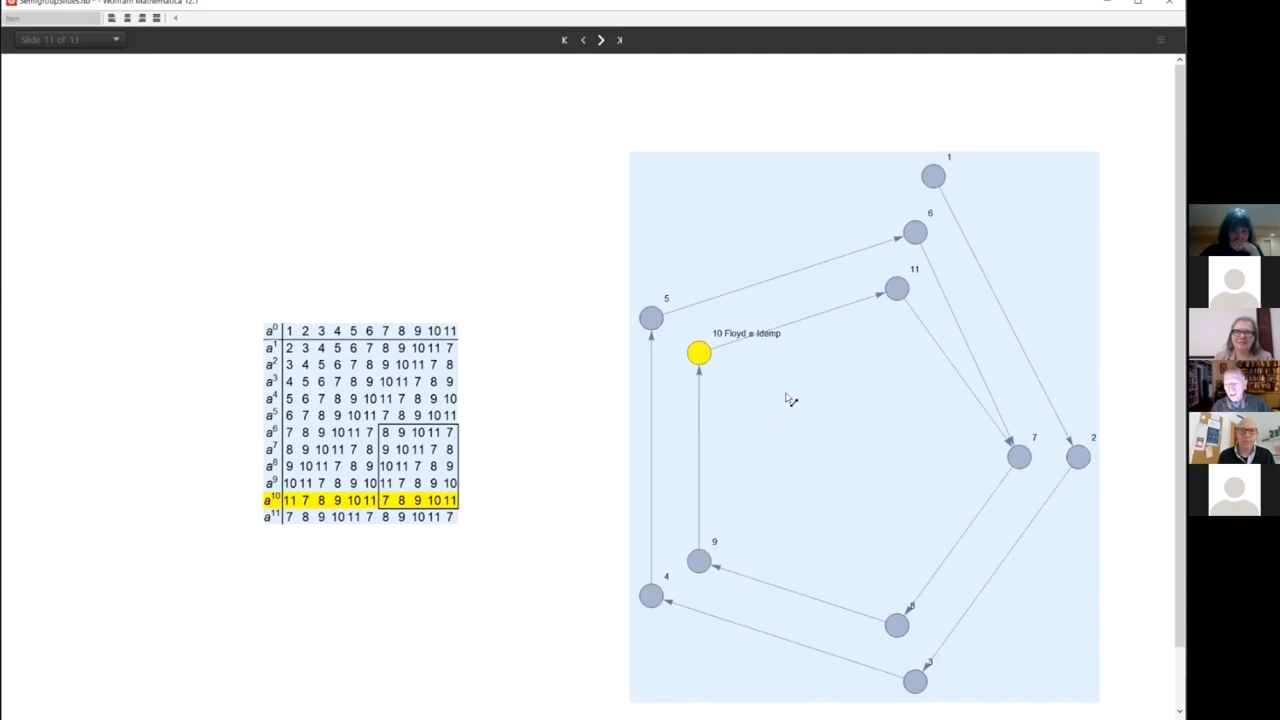 SemigroupSlides.nb * - Wolfram Mathematica 12.1
Item
Slide 11 of 13
a0 1 2 3 4 5 6 7 8 9 10 11
a1 2 3 4 5 6 7 8 9 10 11 7
a2 3 4 5 6 7 8 9 10 11 7 8
a3 4 5 6 7 8 9 10 11 7 8 9
a4 5 6 7 8 9 10 11 7 8 9 10
a5 6 7 8 9 10 11 7 8 9 10 11
a6 7 8 9 10 11 7 8 9 10 11 7
a7 8 9 10 11 7 8 9 10 11 7 8
a8 9 10 11 7 8 9 10 11 7 8 9
a9 10 11 7 8 9 10 11 7 8 9 10
a10 11 7 8 9 10 11 7 8 9 10 11
a11 7 8 9 10 11 7 8 9 10 11 7
1
6
11
5
10 Floyd = Idemp
7
2
9
4
8
3